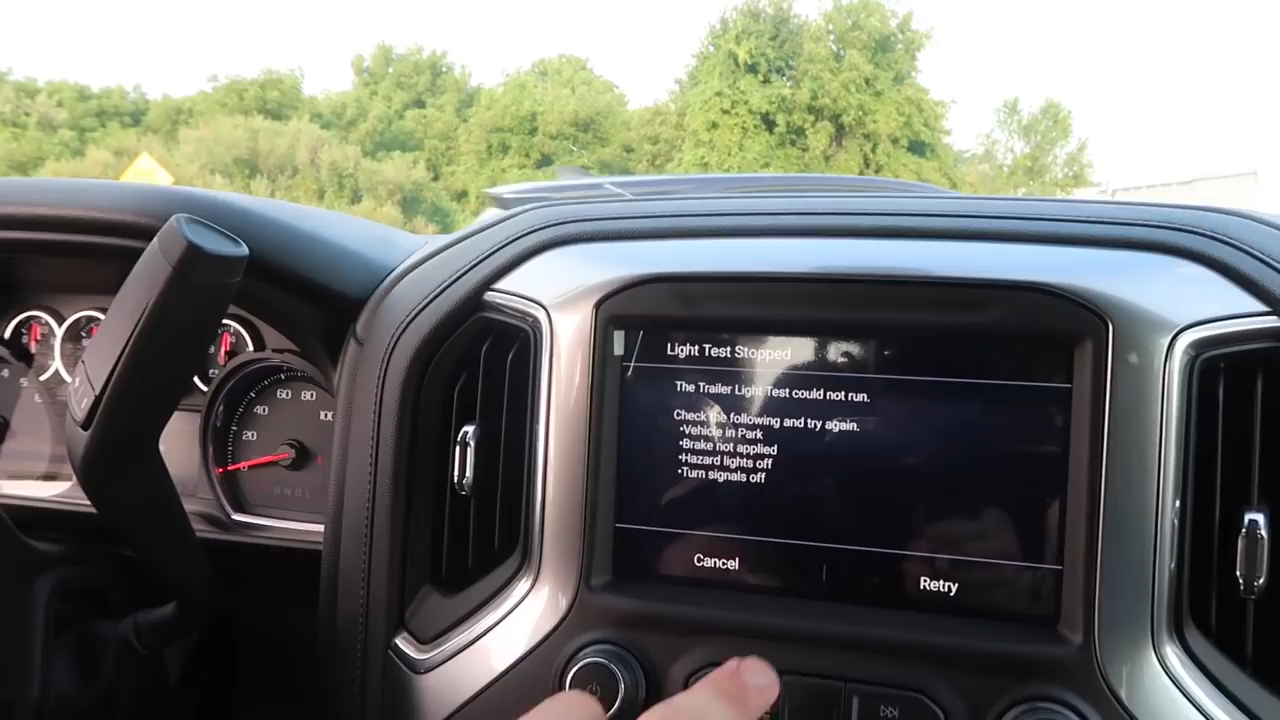 Light Test Stopped
The Trailer Light Test could not run.
Check the following and try again.
•Vehicle in Park
•Brake not applied
•Hazard lights off
•Turn signals off
Cancel
Retry
20
40
60
80
100
0